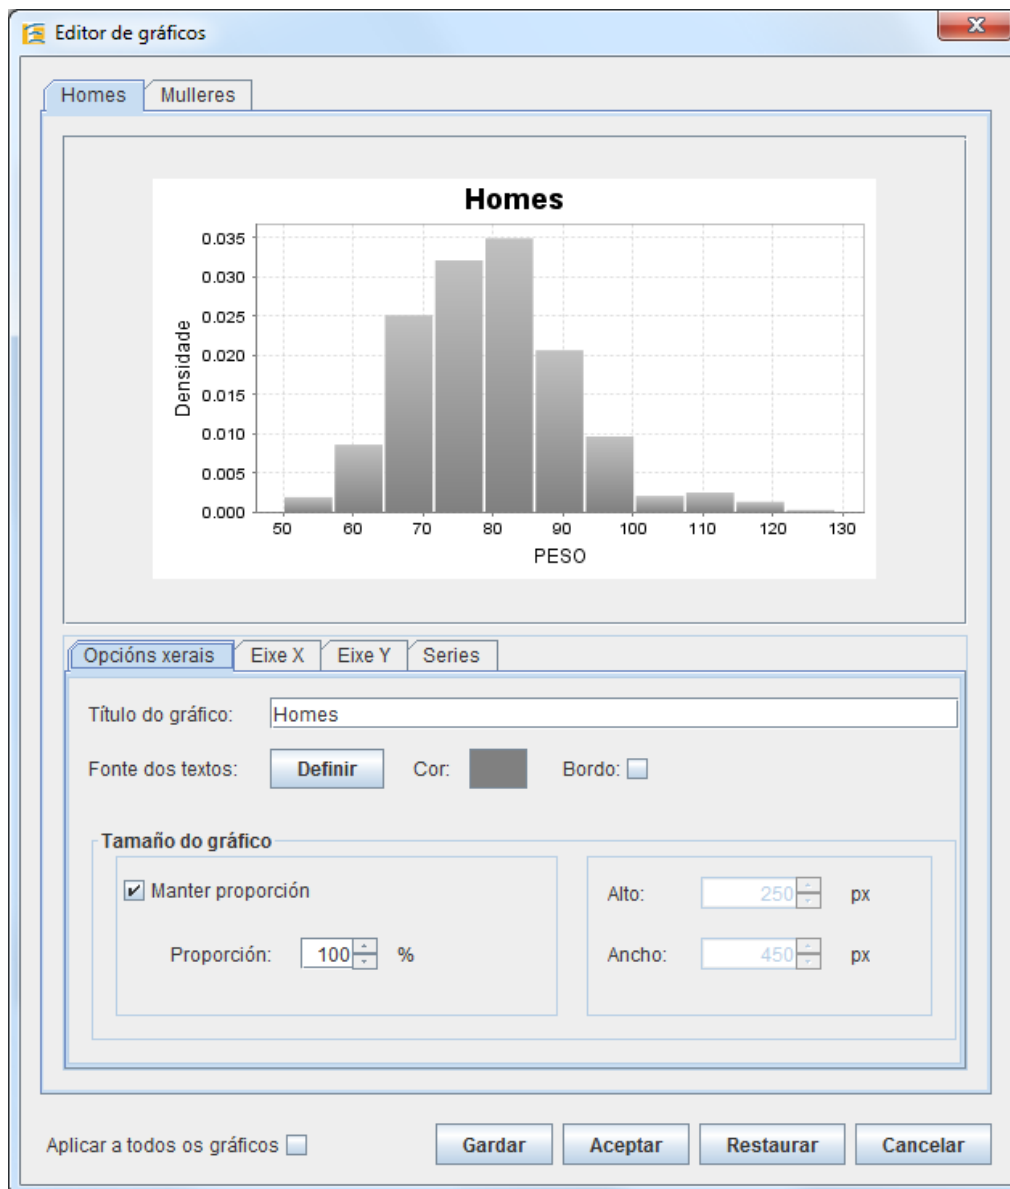 Editor de gráficos
Homes Mulleres
Homes
0.035
0.030
0.025
0.020
0.015
0.010
0.005
0.000
Densidade
50 60 70 80 90 100 110 120 130
PESO
Opcións xerais Eixe X Eixe Y Series
Título do gráfico: Homes
Fonte dos textos: Definir Cor: Bordo:
Tamaño do gráfico
Manter proporción
Proporción: 100 %
Alto: 250 px
Ancho: 450 px
Aplicar a todos os gráficos Gardar Aceptar Restaurar Cancelar